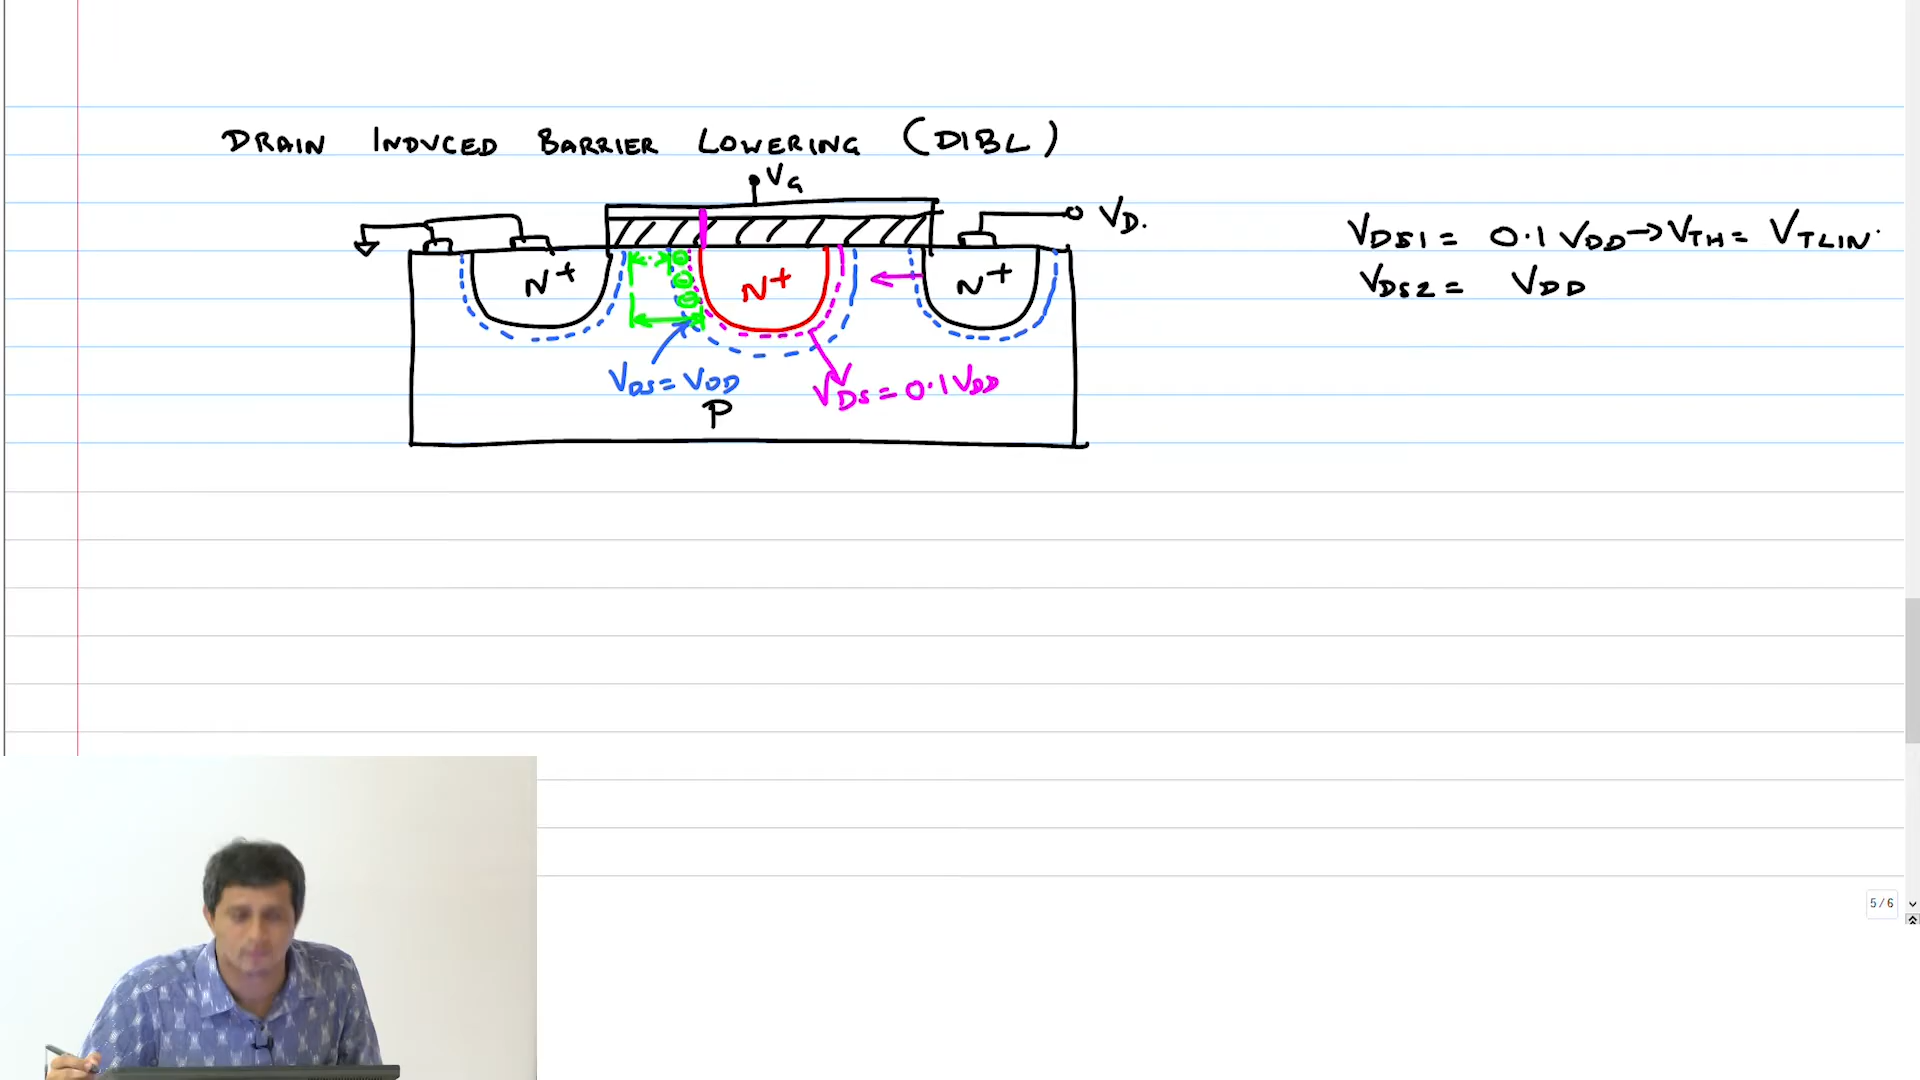 DRAIN INDUCED BARRIER LOWERING (DIBL)
VG
VD.
VDS1 = 0.1 VDD → VTH = VTLIN.
N+ N+ N+
VDS2 = VDD
VDS = VDD
VDS = 0.1 VDD
P
5 / 6